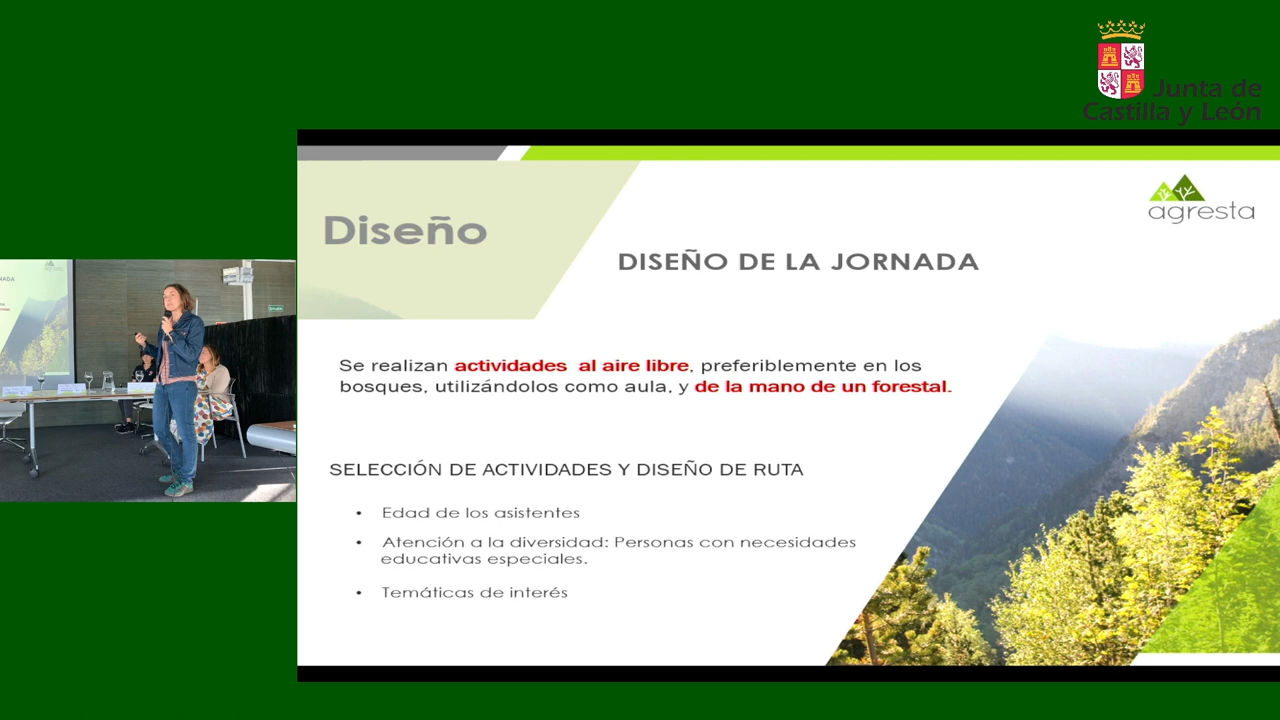 Junta de
Castilla y León
Diseño
agresta
DISEÑO DE LA JORNADA
Se realizan actividades al aire libre, preferiblemente en los
bosques, utilizándolos como aula, y de la mano de un forestal.
SELECCIÓN DE ACTIVIDADES Y DISEÑO DE RUTA
• Edad de los asistentes
• Atención a la diversidad: Personas con necesidades
educativas especiales.
• Temáticas de interés